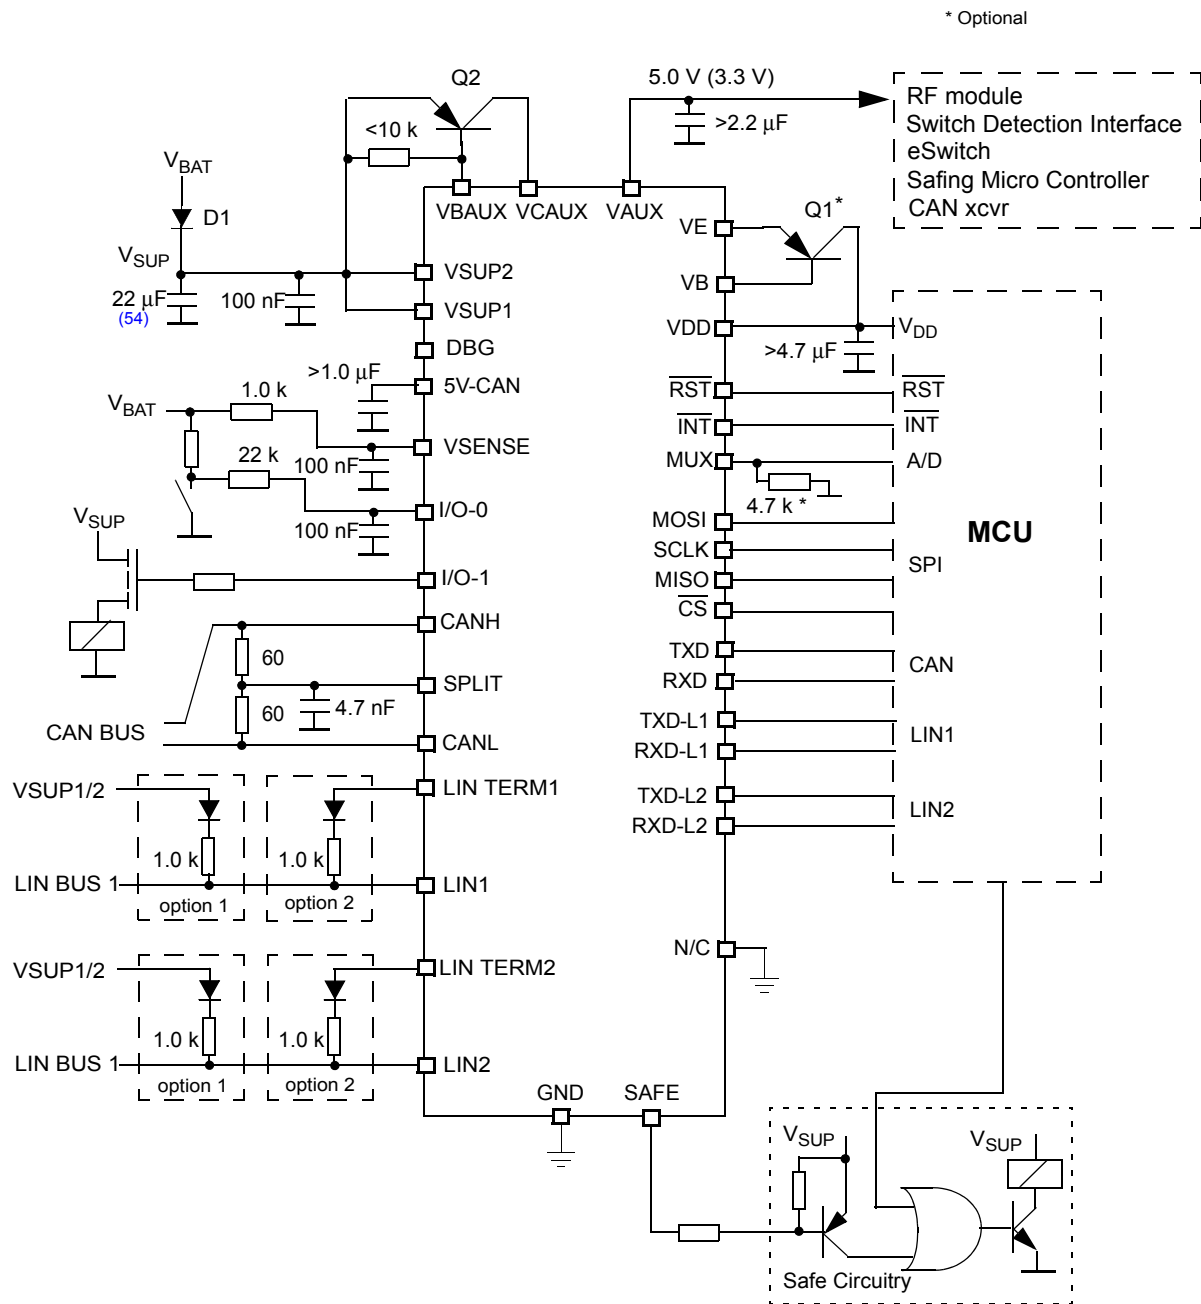 * Optional
Q2
5.0 V (3.3 V)
>2.2 μF
RF module
Switch Detection Interface
eSwitch
Safing Micro Controller
CAN xcvr
<10 k
VBAT
D1
VSUP
22 μF
(54)
100 nF
VBAUX
VCAUX
VAUX
VSUP2
VSUP1
DBG
>1.0 μF
5V-CAN
VBAT
1.0 k
VSENSE
100 nF
22 k
I/O-0
100 nF
VSUP
I/O-1
CANH
60
SPLIT
60
4.7 nF
CAN BUS
CANL
VSUP1/2
LIN TERM1
1.0 k
1.0 k
LIN BUS 1
LIN1
option 1
option 2
VSUP1/2
LIN TERM2
1.0 k
1.0 k
LIN BUS 1
LIN2
option 1
option 2
GND
SAFE
VE
Q1*
VB
VDD
VDD
>4.7 μF
RST
RST
INT
INT
MUX
A/D
4.7 k *
MOSI
SCLK
SPI
MISO
CS
MCU
TXD
CAN
RXD
TXD-L1
LIN1
RXD-L1
TXD-L2
LIN2
RXD-L2
N/C
VSUP
VSUP
Safe Circuitry